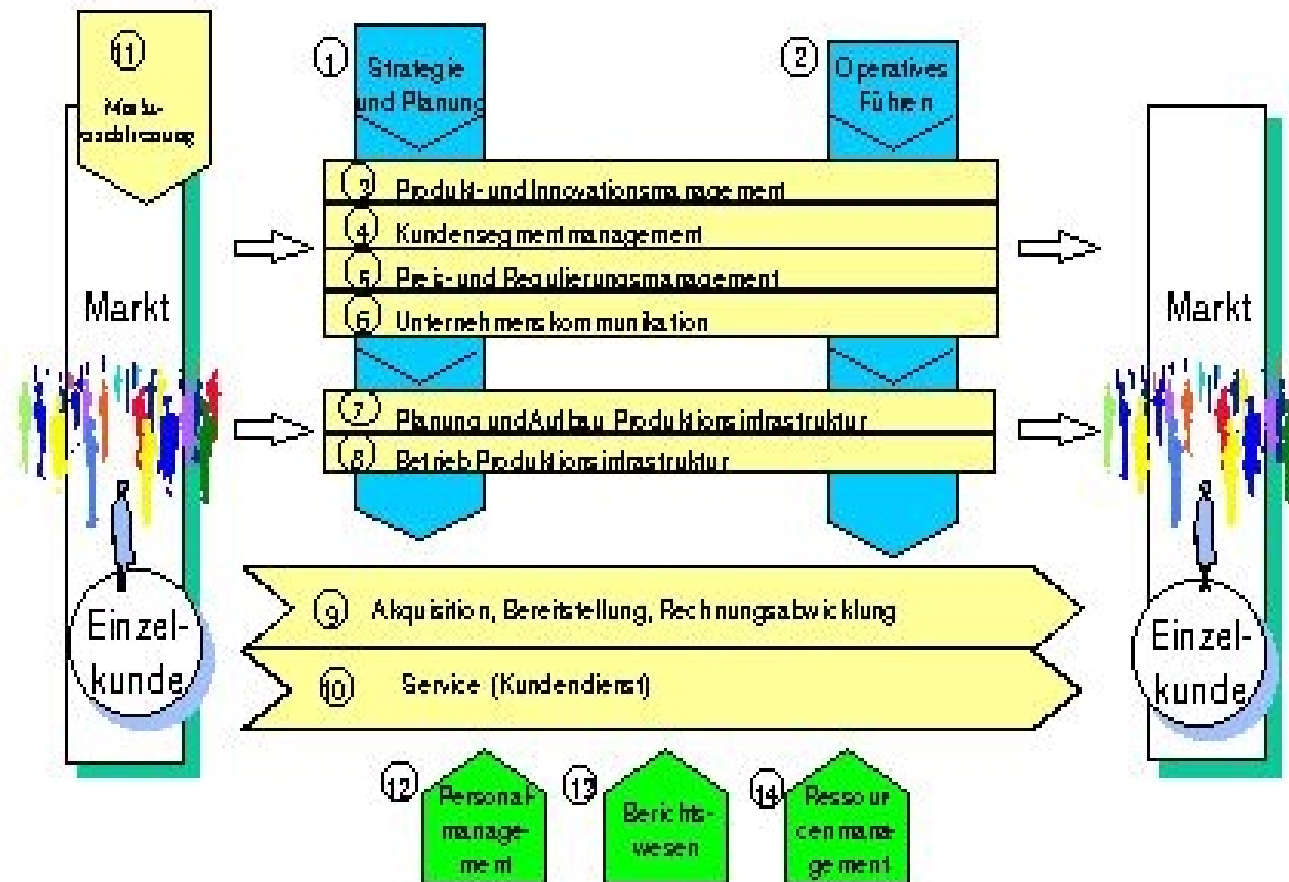 11
1
Strategie
und Planung
2
Operatives
Führen
3 Produkt- und Innovationsmanagement
4 Kundensegmentmanagement
5 Preis- und Regulierungsmanagement
6 Unternehmenskommunikation
Markt
7 Planung und Aufbau Produktionsinfrastruktur
8 Betrieb Produktionsinfrastruktur
Markt
Einzel-
kunde
9 Akquisition, Bereitstellung, Rechnungsabwicklung
10 Service (Kundendienst)
Einzel-
kunde
12
Personal-
manage-
ment
13
Berichts-
wesen
14
Ressour
cenmana-
gement